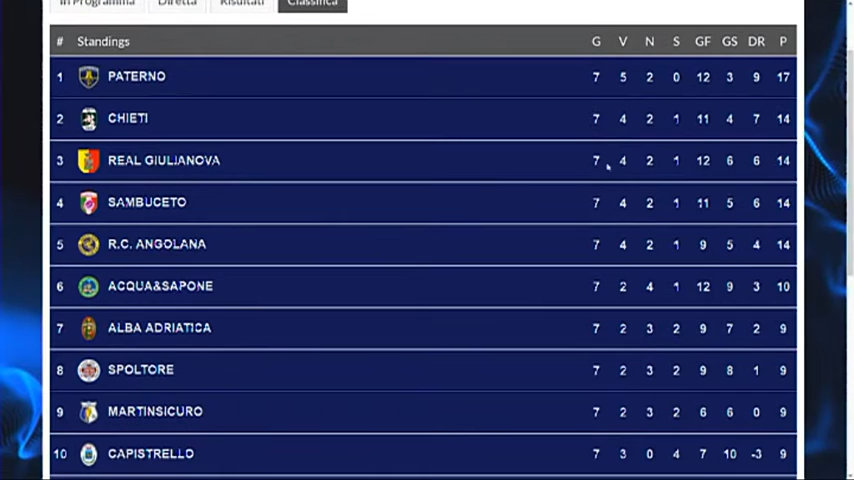 In Programma Diretta Risultati Classifica
# Standings G V N S GF GS DR P
1 PATERNO 7 5 2 0 12 3 9 17
2 CHIETI 7 4 2 1 11 4 7 14
3 REAL GIULIANOVA 7 4 2 1 12 6 6 14
4 SAMBUCETO 7 4 2 1 11 5 6 14
5 R.C. ANGOLANA 7 4 2 1 9 5 4 14
6 ACQUA&SAPONE 7 2 4 1 12 9 3 10
7 ALBA ADRIATICA 7 2 3 2 9 7 2 9
8 SPOLTORE 7 2 3 2 9 8 1 9
9 MARTINSICURO 7 2 3 2 6 6 0 9
10 CAPISTRELLO 7 3 0 4 7 10 -3 9